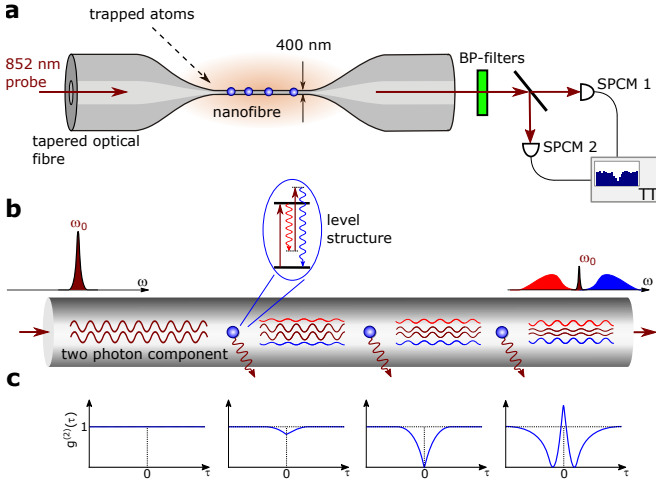 a
trapped atoms
400 nm
852 nm
probe
BP-filters
SPCM 1
nanofibre
tapered optical
fibre
SPCM 2
TT
b
ω₀
level
structure
ω₀
ω
ω
two photon component
c
g⁽²⁾(τ)
1
0
τ
0
τ
0
τ
0
τ